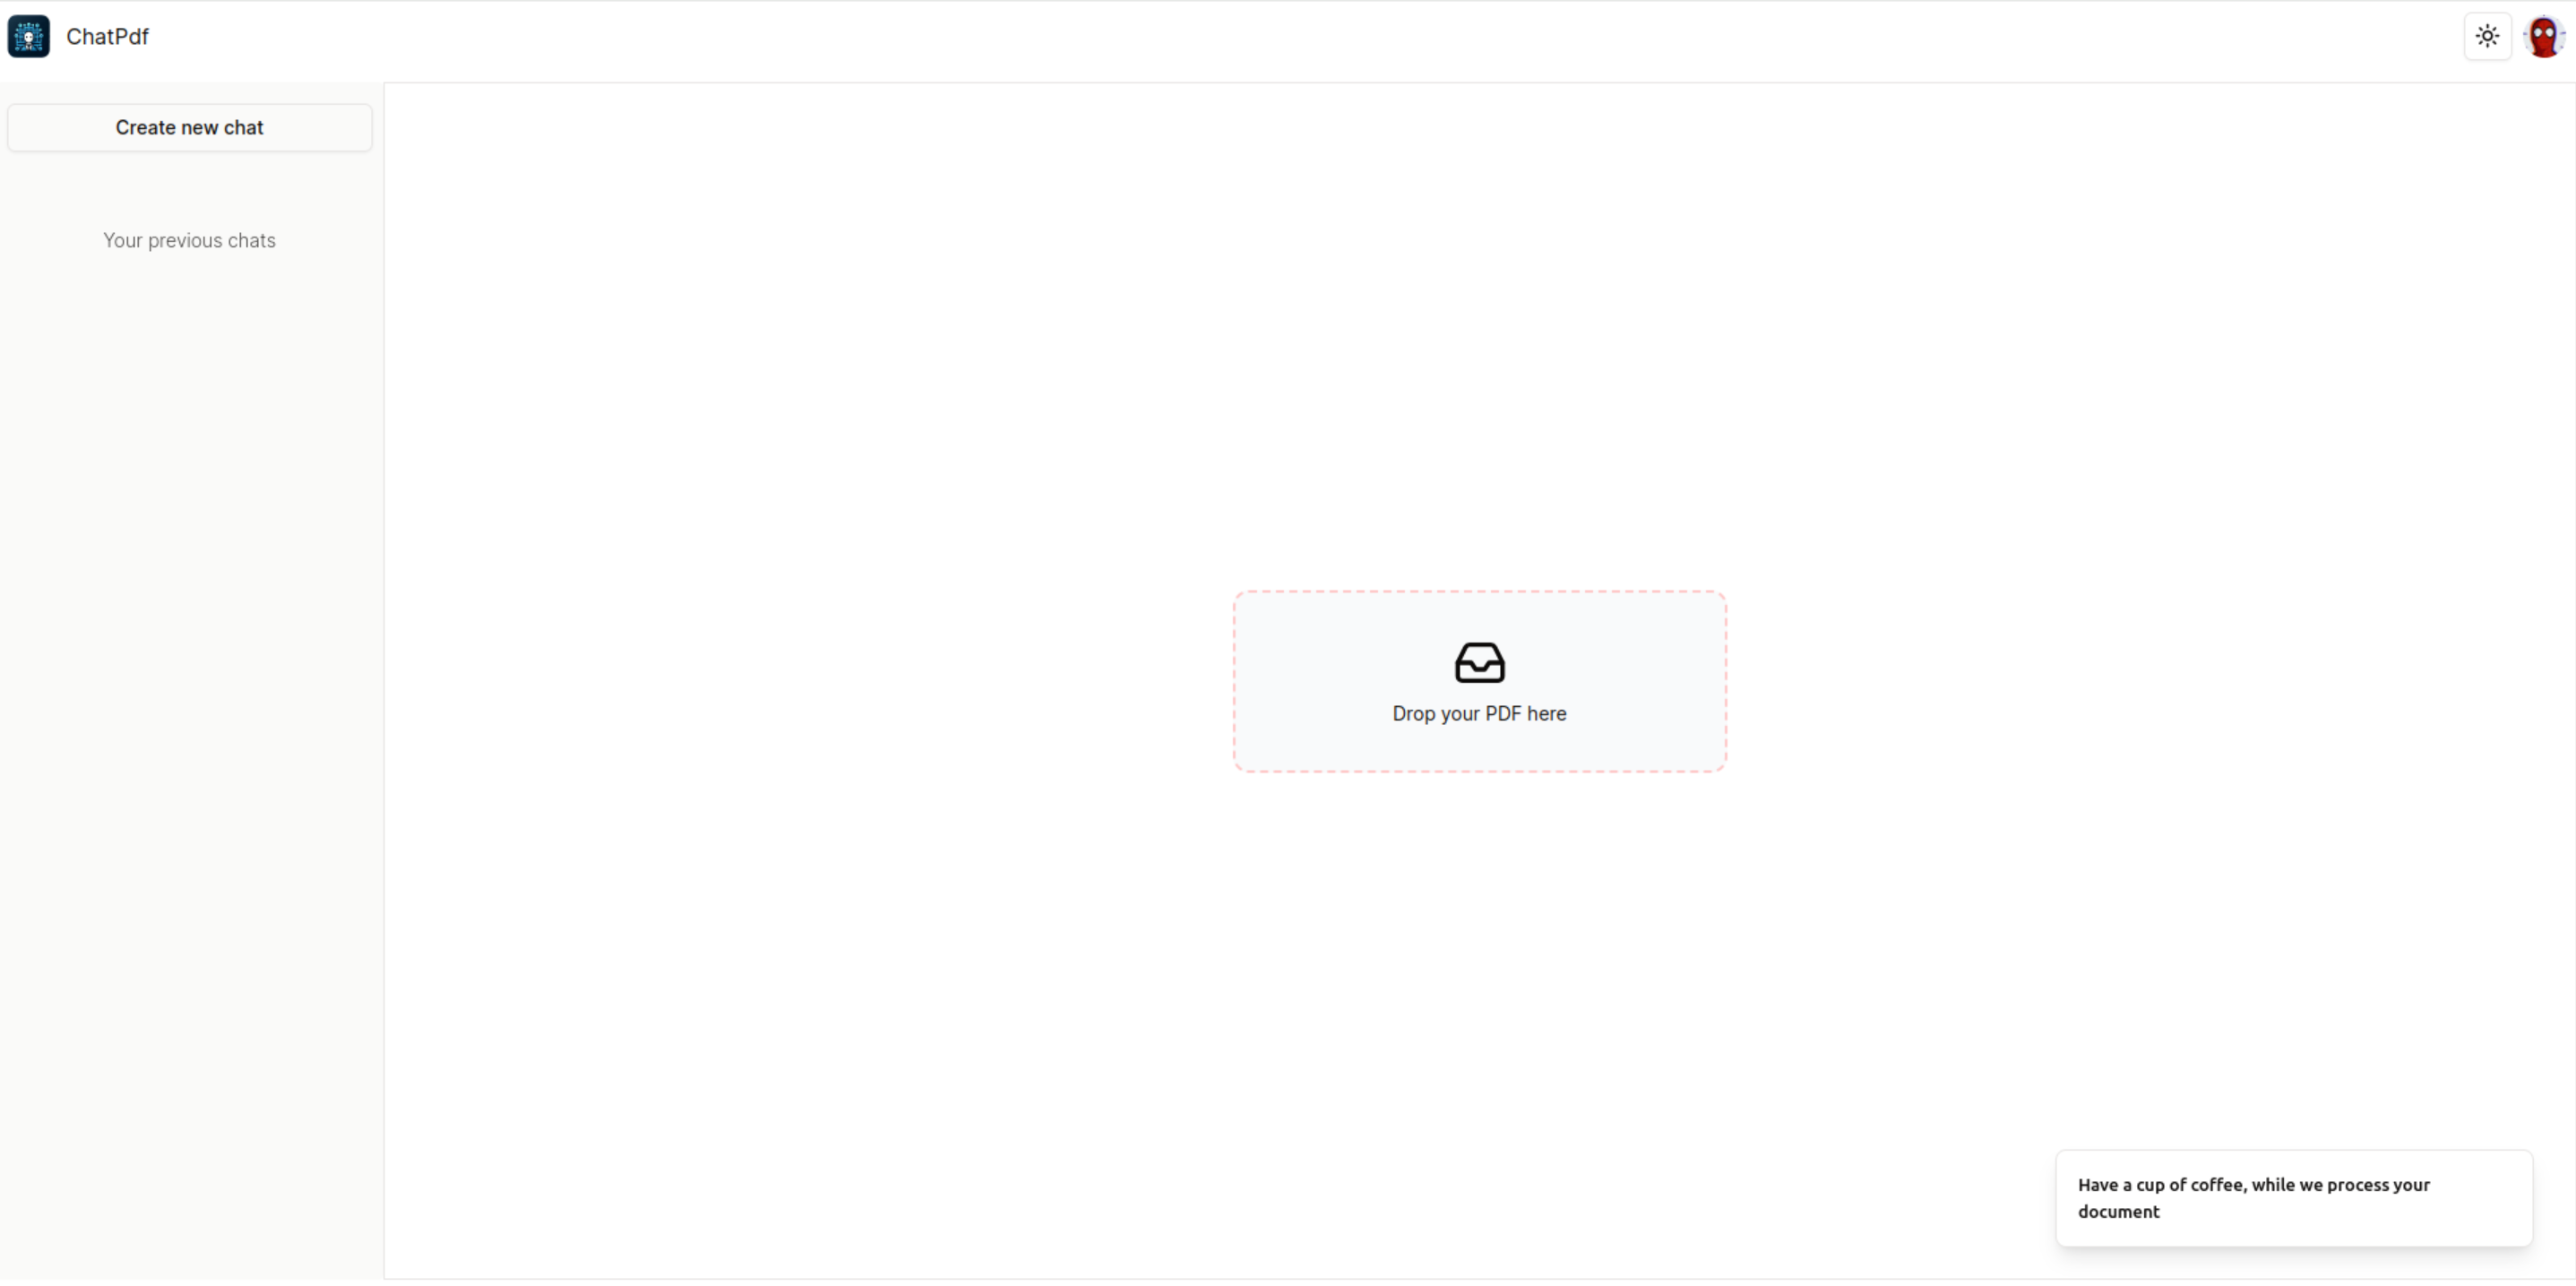 ChatPdf
Create new chat
Your previous chats
Drop your PDF here
Have a cup of coffee, while we process your
document